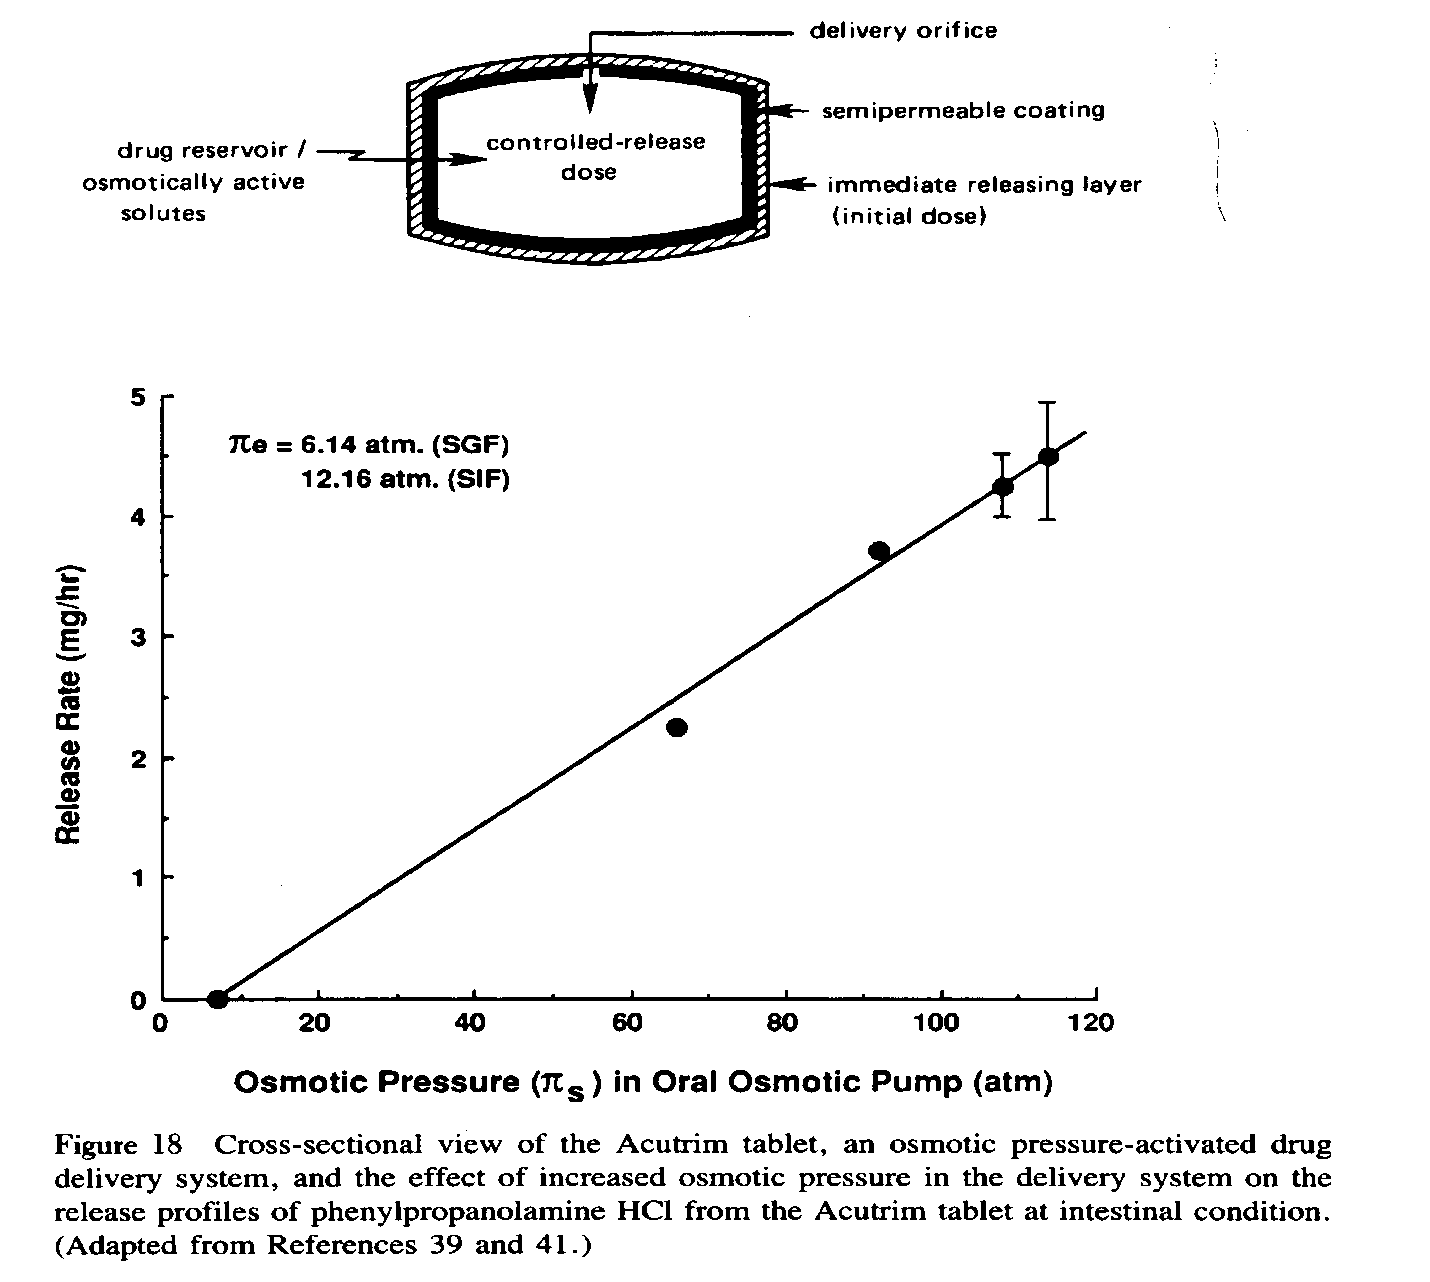 delivery orifice
semipermeable coating
controlled-release
dose
drug reservoir /
osmotically active
solutes
immediate releasing layer
(initial dose)
5
4
3
2
1
0
πe = 6.14 atm. (SGF)
12.16 atm. (SIF)
Release Rate (mg/hr)
0 20 40 60 80 100 120
Osmotic Pressure (πs) in Oral Osmotic Pump (atm)
Figure 18 Cross-sectional view of the Acutrim tablet, an osmotic pressure-activated drug
delivery system, and the effect of increased osmotic pressure in the delivery system on the
release profiles of phenylpropanolamine HCl from the Acutrim tablet at intestinal condition.
(Adapted from References 39 and 41.)